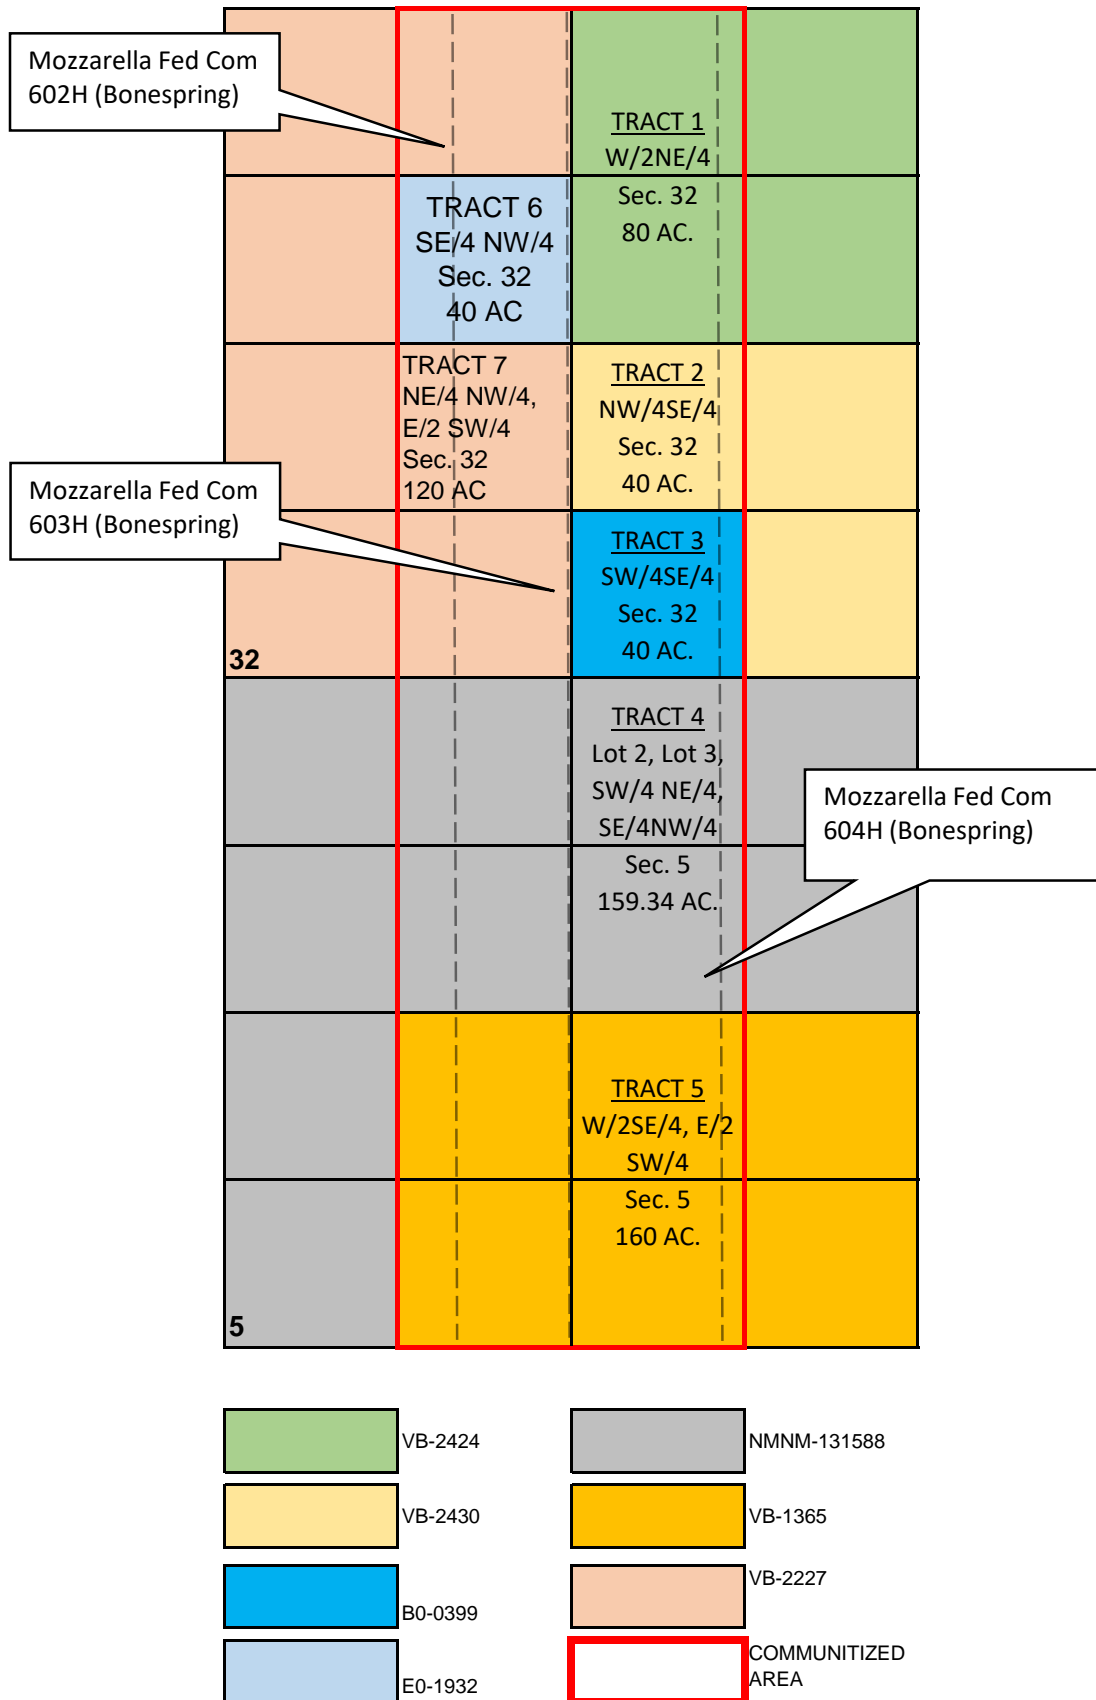 Mozzarella Fed Com
602H (Bonespring)
TRACT 1
W/2NE/4
Sec. 32
80 AC.
TRACT 6
SE/4 NW/4
Sec. 32
40 AC
TRACT 7
NE/4 NW/4,
E/2 SW/4
Sec. 32
120 AC
TRACT 2
NW/4SE/4
Sec. 32
40 AC.
Mozzarella Fed Com
603H (Bonespring)
TRACT 3
SW/4SE/4
Sec. 32
40 AC.
32
TRACT 4
Lot 2, Lot 3,
SW/4 NE/4,
SE/4NW/4
Sec. 5
159.34 AC.
Mozzarella Fed Com
604H (Bonespring)
TRACT 5
W/2SE/4, E/2
SW/4
Sec. 5
160 AC.
5
VB-2424
NMNM-131588
VB-2430
VB-1365
B0-0399
VB-2227
E0-1932
COMMUNITIZED
AREA